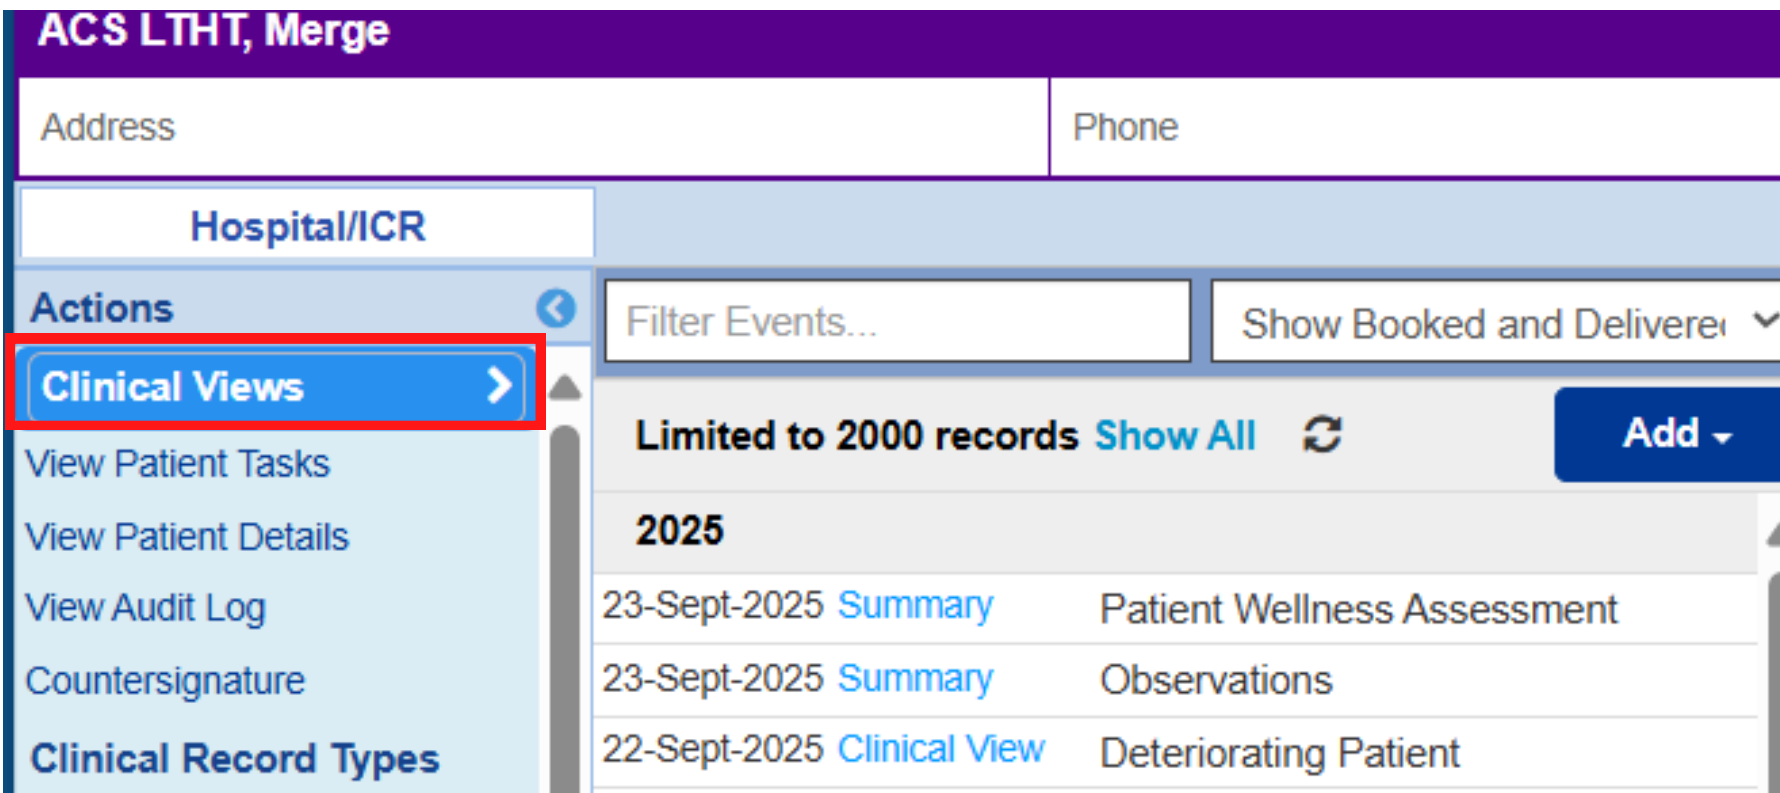 ACS LTHT, Merge
Address
Phone
Hospital/ICR
Actions
Clinical Views
View Patient Tasks
View Patient Details
View Audit Log
Countersignature
Clinical Record Types
Filter Events...
Show Booked and Delivere
Limited to 2000 records Show All
Add
2025
23-Sept-2025 Summary Patient Wellness Assessment
23-Sept-2025 Summary Observations
22-Sept-2025 Clinical View Deteriorating Patient